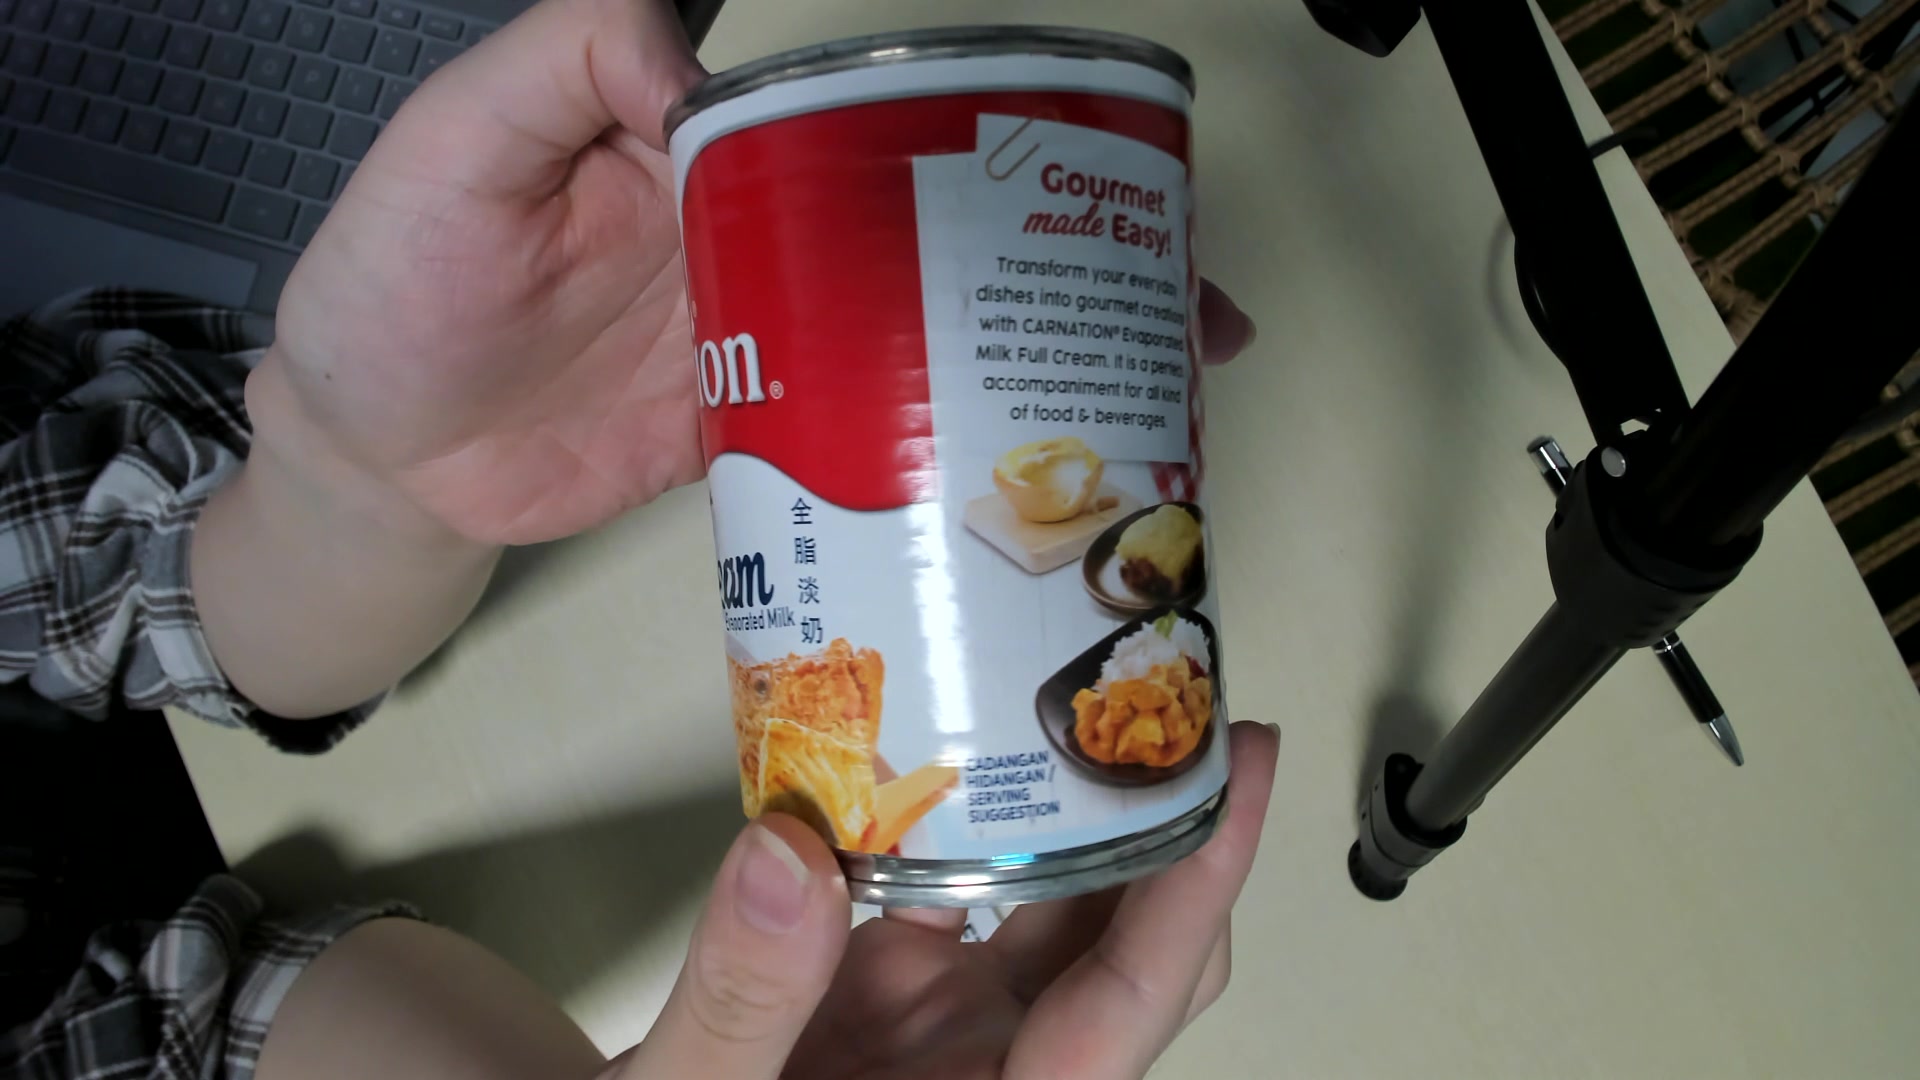 Gourmet
made Easy!
Transform your everyday
dishes into gourmet creations
with CARNATION® Evaporated
Milk Full Cream. It is a perfect
accompaniment for all kind
of food & beverages.
ion®
eam
Evaporated Milk
全
脂
淡
奶
CADANGAN
HIDANGAN /
SERVING
SUGGESTION